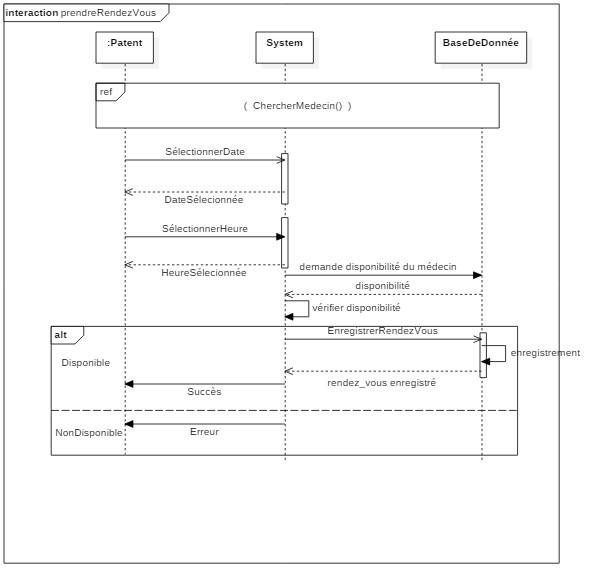 interaction prendreRendezVous
:Patent
System
BaseDeDonnée
ref
( ChercherMedecin() )
SélectionnerDate
DateSélecionnée
SélectionnerHeure
HeureSélecionnée
demande disponibilité du médecin
disponibilité
vérifier disponibilité
alt
EnregistrerRendezVous
Disponible
enregistrement
rendez_vous enregistré
Succès
NonDisponible
Erreur